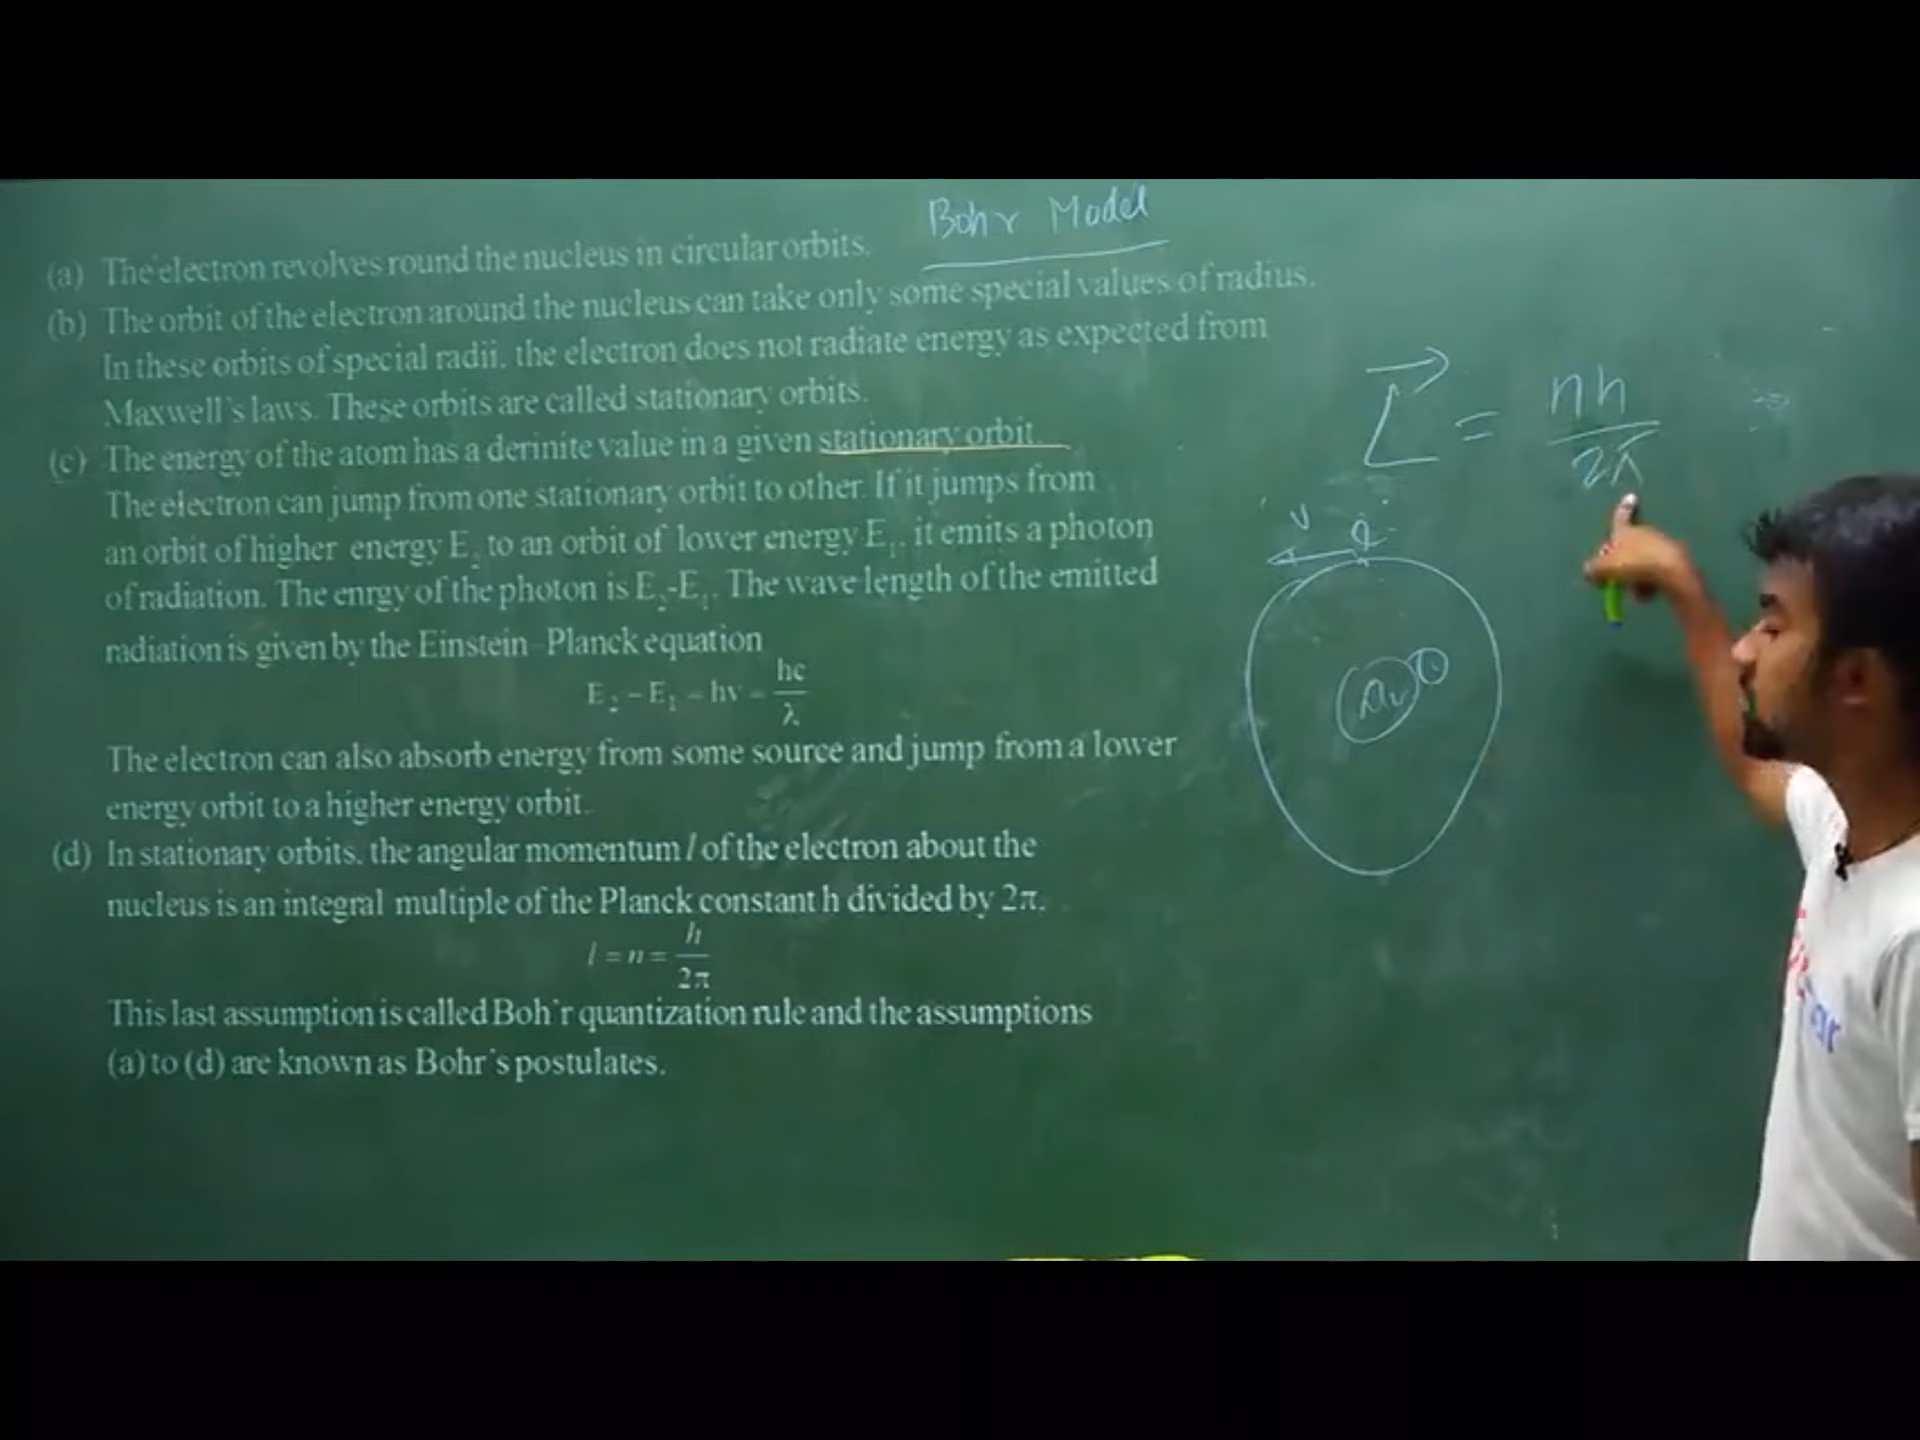 Bohr Model
(a) The electron revolves round the nucleus in circular orbits.
(b) The orbit of the electron around the nucleus can take only some special values of radius.
In these orbits of special radii, the electron does not radiate energy as expected from
Maxwell's laws. These orbits are called stationary orbits.
(c) The energy of the atom has a derinite value in a given stationary orbit.
The electron can jump from one stationary orbit to other. If it jumps from
an orbit of higher energy E₂ to an orbit of lower energy E₁, it emits a photon
of radiation. The enrgy of the photon is E₂-E₁. The wave length of the emitted
radiation is given by the Einstein–Planck equation
E₂ – E₁ = hν = hc/λ
The electron can also absorb energy from some source and jump from a lower
energy orbit to a higher energy orbit.
(d) In stationary orbits, the angular momentum l of the electron about the
nucleus is an integral multiple of the Planck constant h divided by 2π.
l = n = h/2π
This last assumption is called Boh'r quantization rule and the assumptions
(a) to (d) are known as Bohr's postulates.
L = nh/2π
v